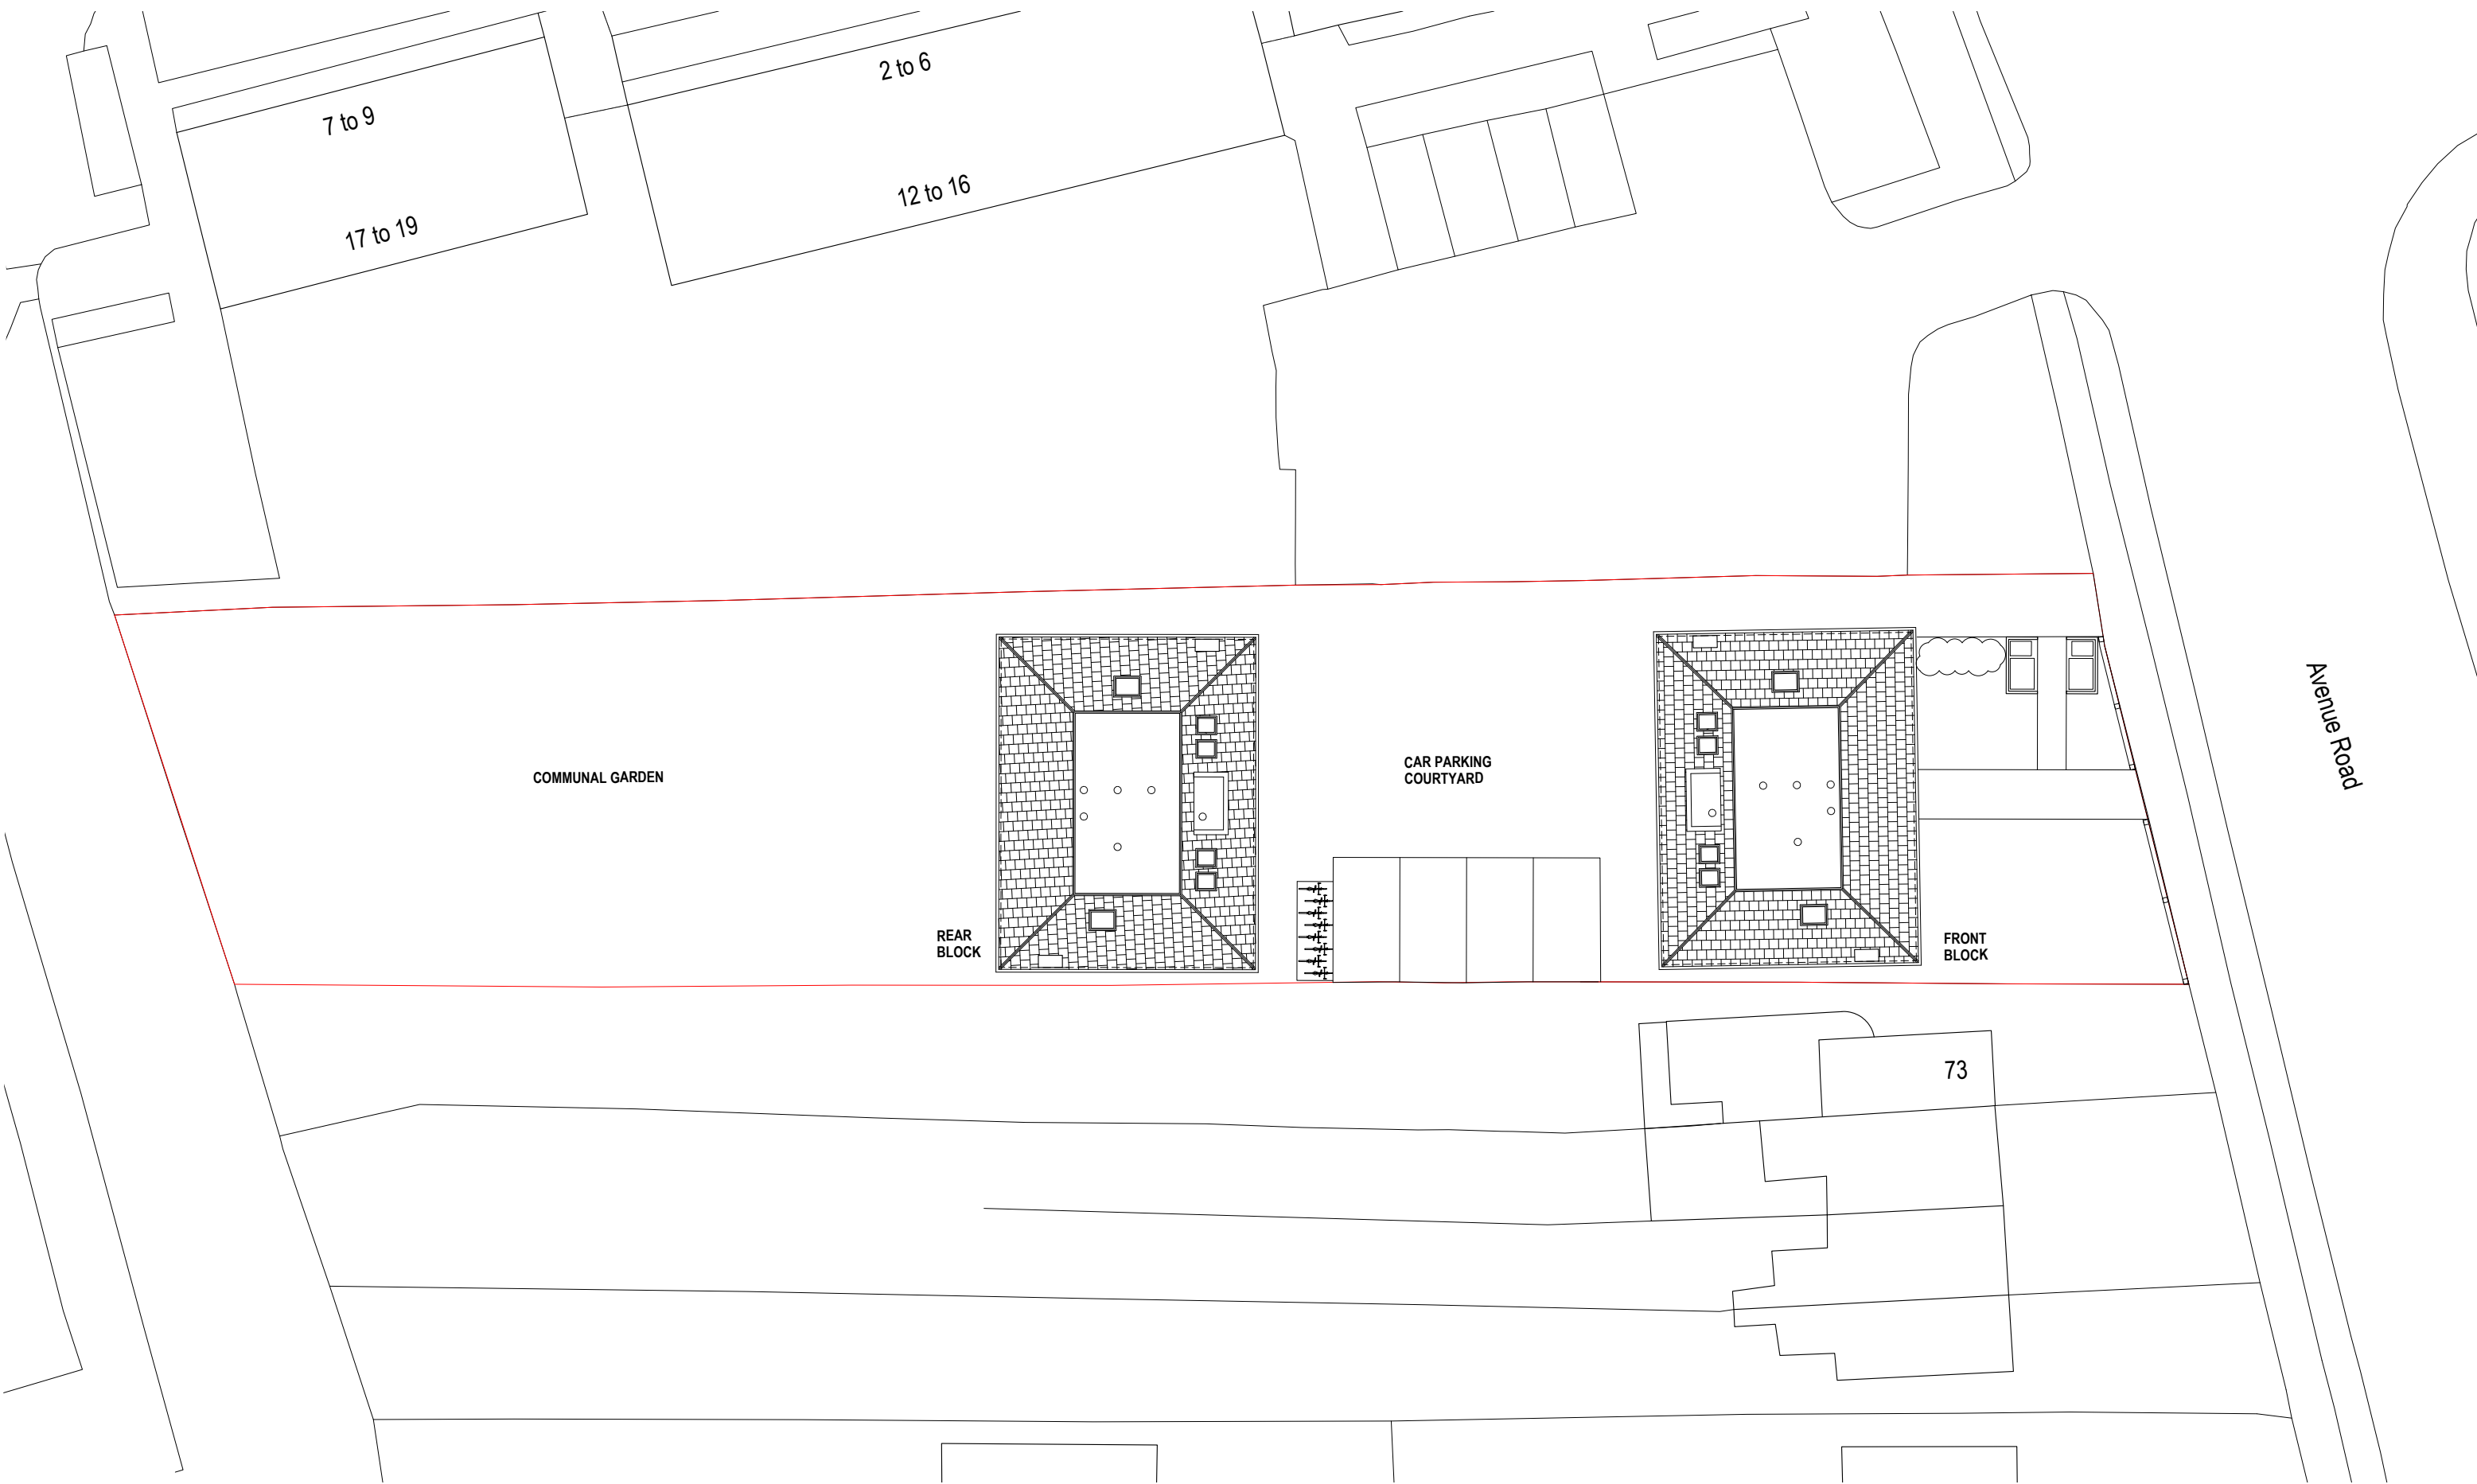 2 to 6
7 to 9
12 to 16
17 to 19
Avenue Road
COMMUNAL GARDEN
CAR PARKING
COURTYARD
REAR
BLOCK
FRONT
BLOCK
73